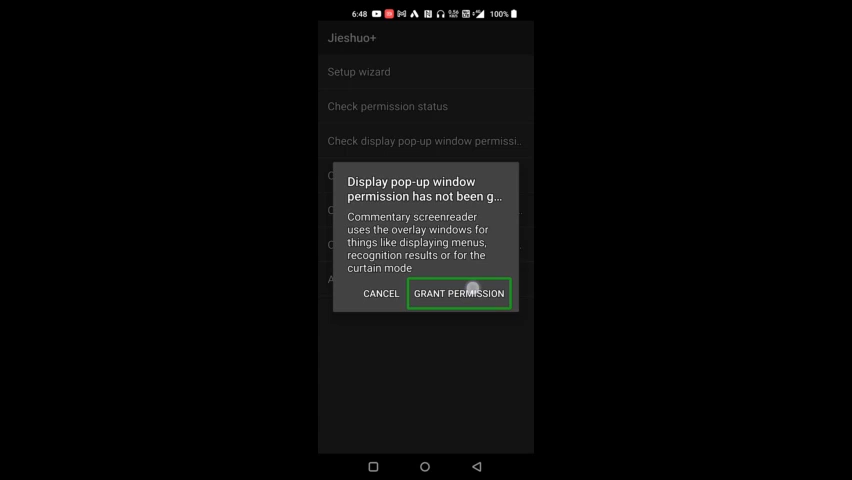 6:48
100%
Jieshuo+
Setup wizard
Check permission status
Check display pop-up window permissi..
Display pop-up window
permission has not been g...
Commentary screenreader
uses the overlay windows for
things like displaying menus,
recognition results or for the
curtain mode
CANCEL GRANT PERMISSION